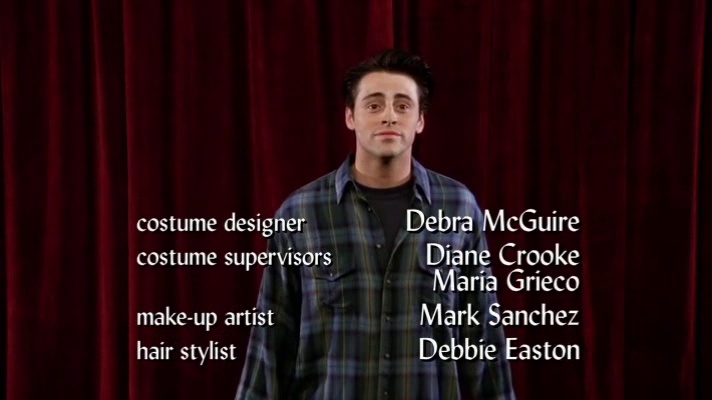 costume designer Debra McGuire
costume supervisors Diane Crooke
Maria Grieco
make-up artist Mark Sanchez
hair stylist Debbie Easton